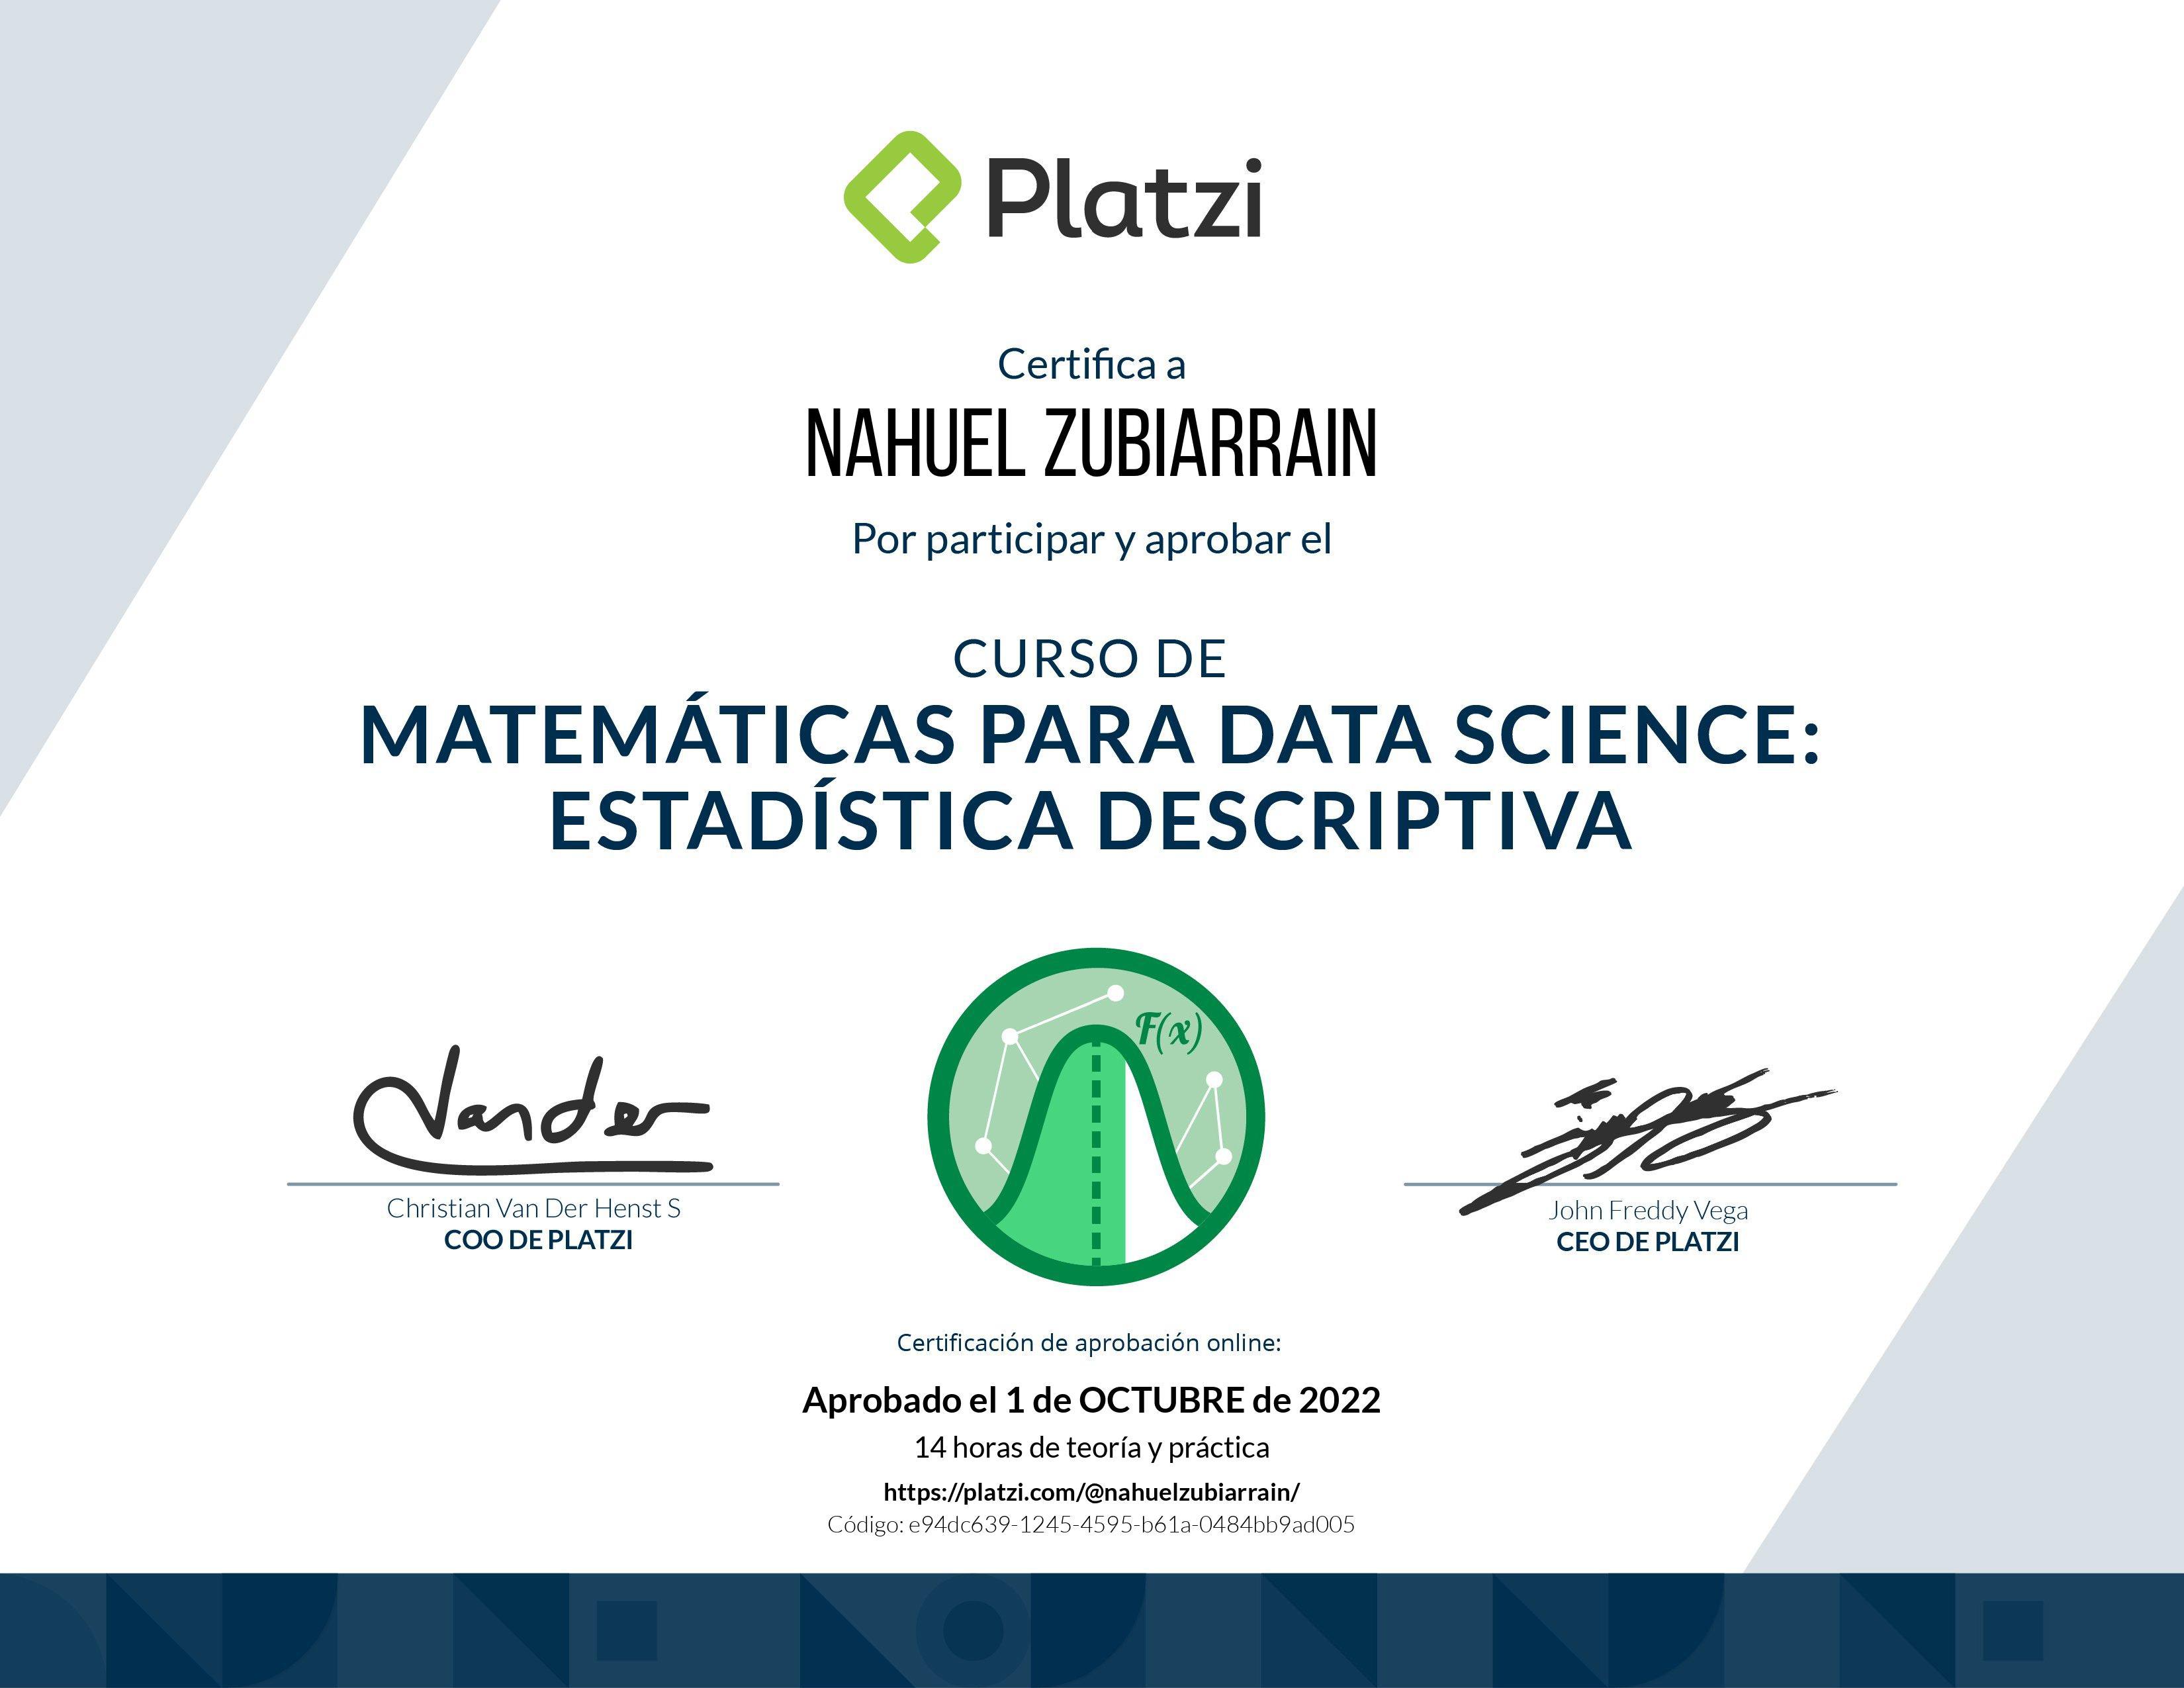 Platzi
Certifica a
NAHUEL ZUBIARRAIN
Por participar y aprobar el
CURSO DE
MATEMÁTICAS PARA DATA SCIENCE:
ESTADÍSTICA DESCRIPTIVA
F(x)
Vander
Christian Van Der Henst S
COO DE PLATZI
John Freddy Vega
CEO DE PLATZI
Certificación de aprobación online:
Aprobado el 1 de OCTUBRE de 2022
14 horas de teoría y práctica
https://platzi.com/@nahuelzubiarrain/
Código: e94dc639-1245-4595-b61a-0484bb9ad005